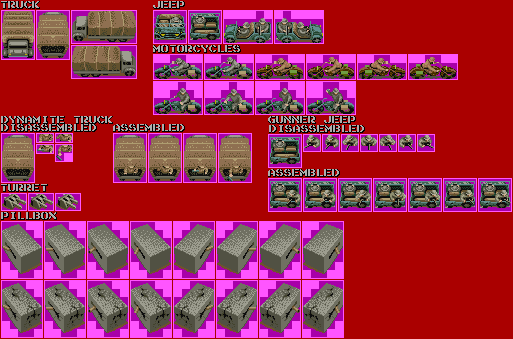 TRUCK
JEEP
MOTORCYCLES
DYNAMITE TRUCK
DISASSEMBLED
ASSEMBLED
GUNNER JEEP
DISASSEMBLED
ASSEMBLED
TURRET
PILLBOX